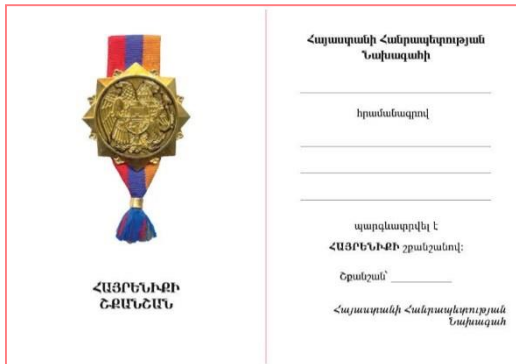 ՀԱՅՐԵՆԻՔԻ
ՇՔԱՆՇԱՆ
Հայաստանի Հանրապետության
Նախագահի
հրամանագրով
պարգևատրվել է
ՀԱՅՐԵՆԻՔԻ շքանշանով:
Շքանշան՝
Հայաստանի Հանրապետության
Նախագահ